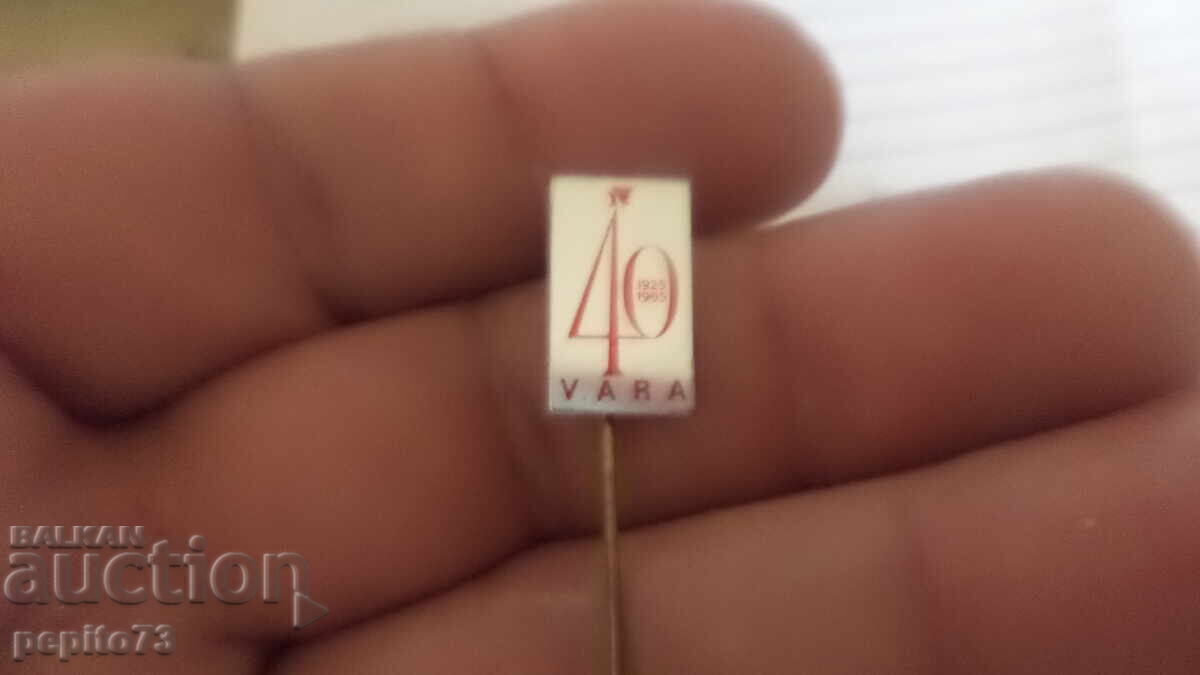 40
1925
1965
VARA
BALKAN
auction
pepito73